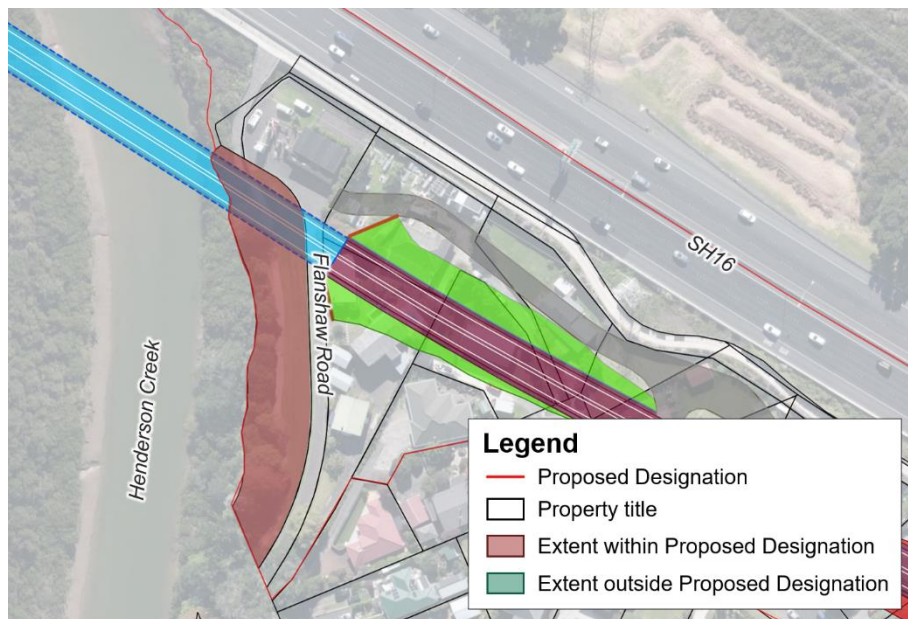 SH16
Flanshaw Road
Henderson Creek
Legend
Proposed Designation
Property title
Extent within Proposed Designation
Extent outside Proposed Designation